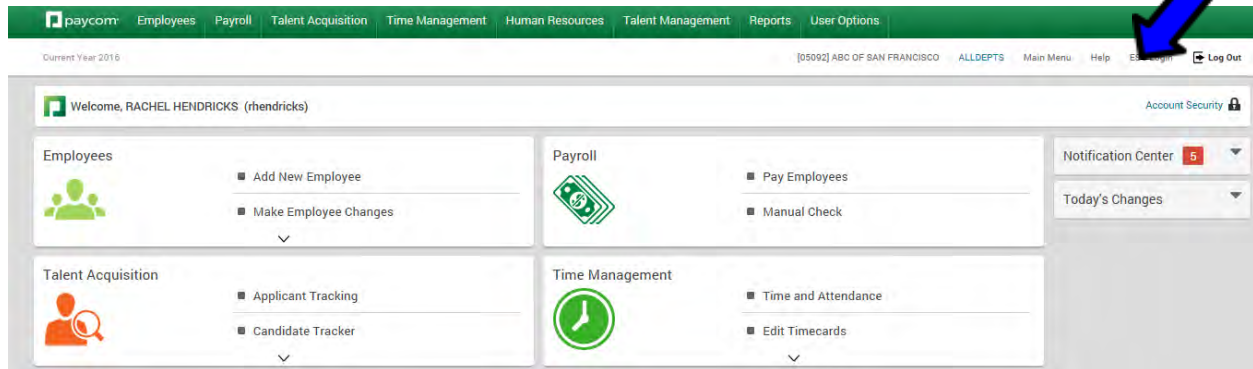 paycom Employees Payroll Talent Acquisition Time Management Human Resources Talent Management Reports User Options
Current Year 2016 [05092] ABC OF SAN FRANCISCO ALLDEPTS Main Menu Help Login Log Out
Welcome, RACHEL HENDRICKS (rhendricks) Account Security
Employees
Add New Employee
Make Employee Changes
Payroll
Pay Employees
Manual Check
Notification Center 5
Today's Changes
Talent Acquisition
Applicant Tracking
Candidate Tracker
Time Management
Time and Attendance
Edit Timecards